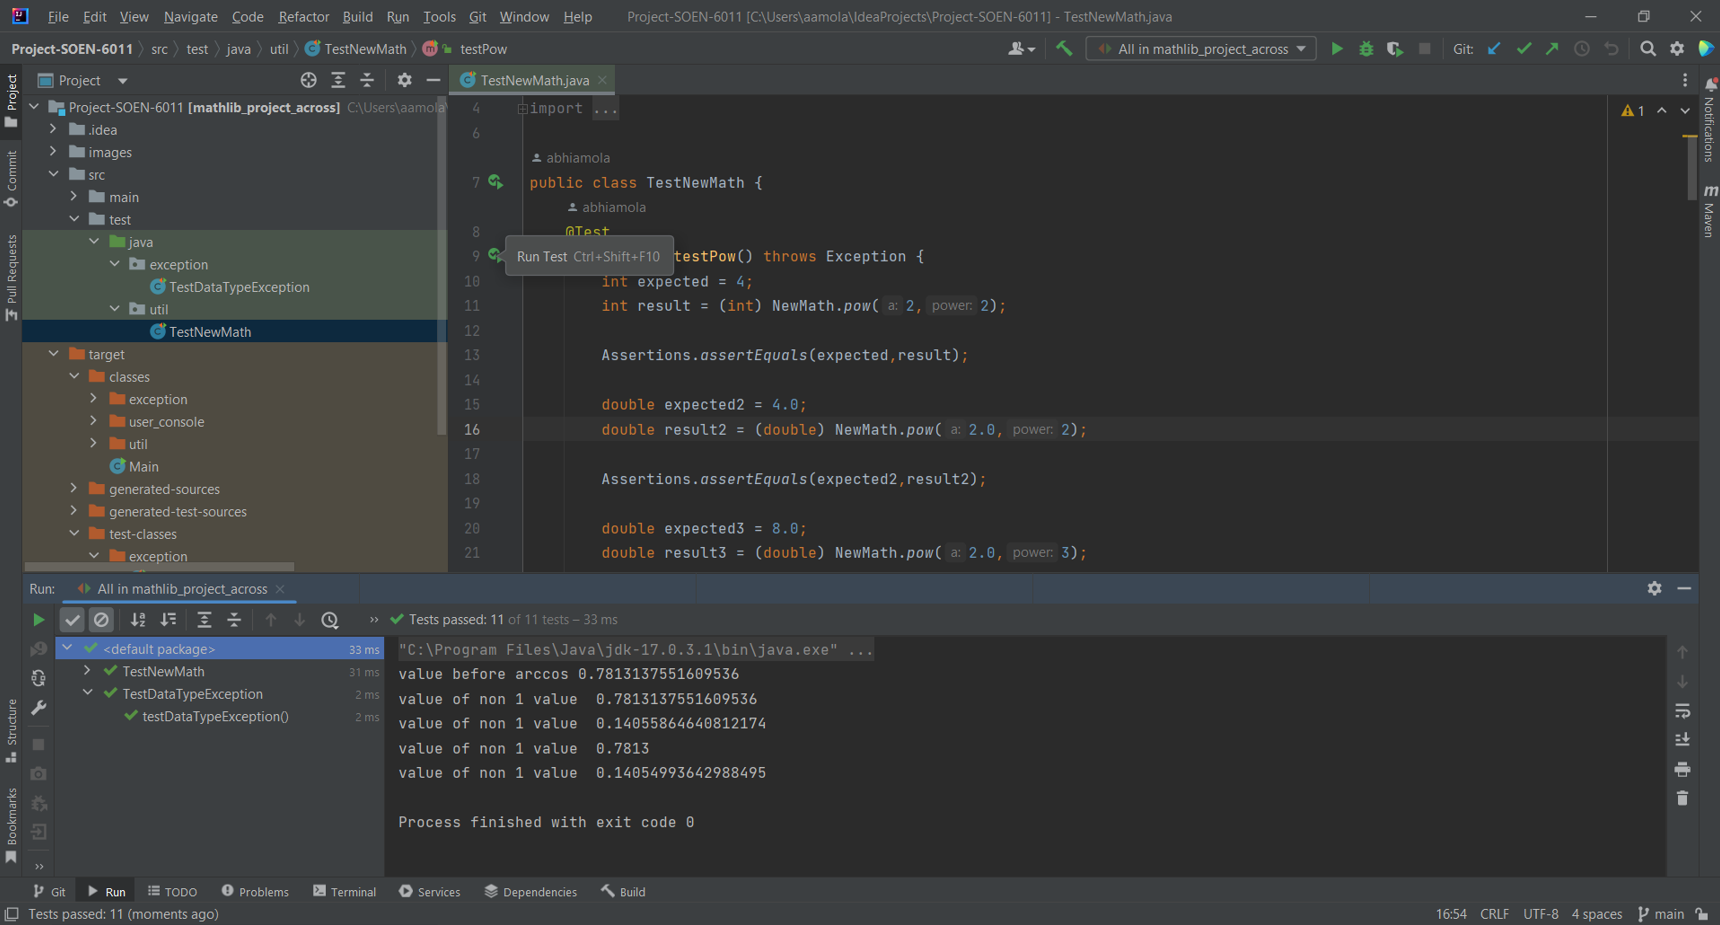 File Edit View Navigate Code Refactor Build Run Tools Git Window Help Project-SOEN-6011 [C:\Users\aamola\IdeaProjects\Project-SOEN-6011] - TestNewMath.java
Project-SOEN-6011 src test java util TestNewMath testPow All in mathlib_project_across Git:
Project
TestNewMath.java
Project-SOEN-6011 [mathlib_project_across] C:\Users\aamola\
.idea
images
src
main
test
java
exception
TestDataTypeException
util
TestNewMath
target
classes
exception
user_console
util
Main
generated-sources
generated-test-sources
test-classes
exception
4 import ...
6
abhiamola
7 public class TestNewMath {
abhiamola
8 @Test
9 testPow() throws Exception {
Run Test Ctrl+Shift+F10
10 int expected = 4;
11 int result = (int) NewMath.pow( a: 2, power: 2);
12
13 Assertions.assertEquals(expected,result);
14
15 double expected2 = 4.0;
16 double result2 = (double) NewMath.pow( a: 2.0, power: 2);
17
18 Assertions.assertEquals(expected2,result2);
19
20 double expected3 = 8.0;
21 double result3 = (double) NewMath.pow( a: 2.0, power: 3);
1
Project
Commit
Pull Requests
Structure
Bookmarks
Notifications
m Maven
Run: All in mathlib_project_across
Tests passed: 11 of 11 tests – 33 ms
<default package> 33 ms
TestNewMath 31 ms
TestDataTypeException 2 ms
testDataTypeException() 2 ms
"C:\Program Files\Java\jdk-17.0.3.1\bin\java.exe" ...
value before arccos 0.7813137551609536
value of non 1 value  0.7813137551609536
value of non 1 value  0.14055864640812174
value of non 1 value  0.7813
value of non 1 value  0.14054993642988495
Process finished with exit code 0
Git Run TODO Problems Terminal Services Dependencies Build
Tests passed: 11 (moments ago) 16:54 CRLF UTF-8 4 spaces main